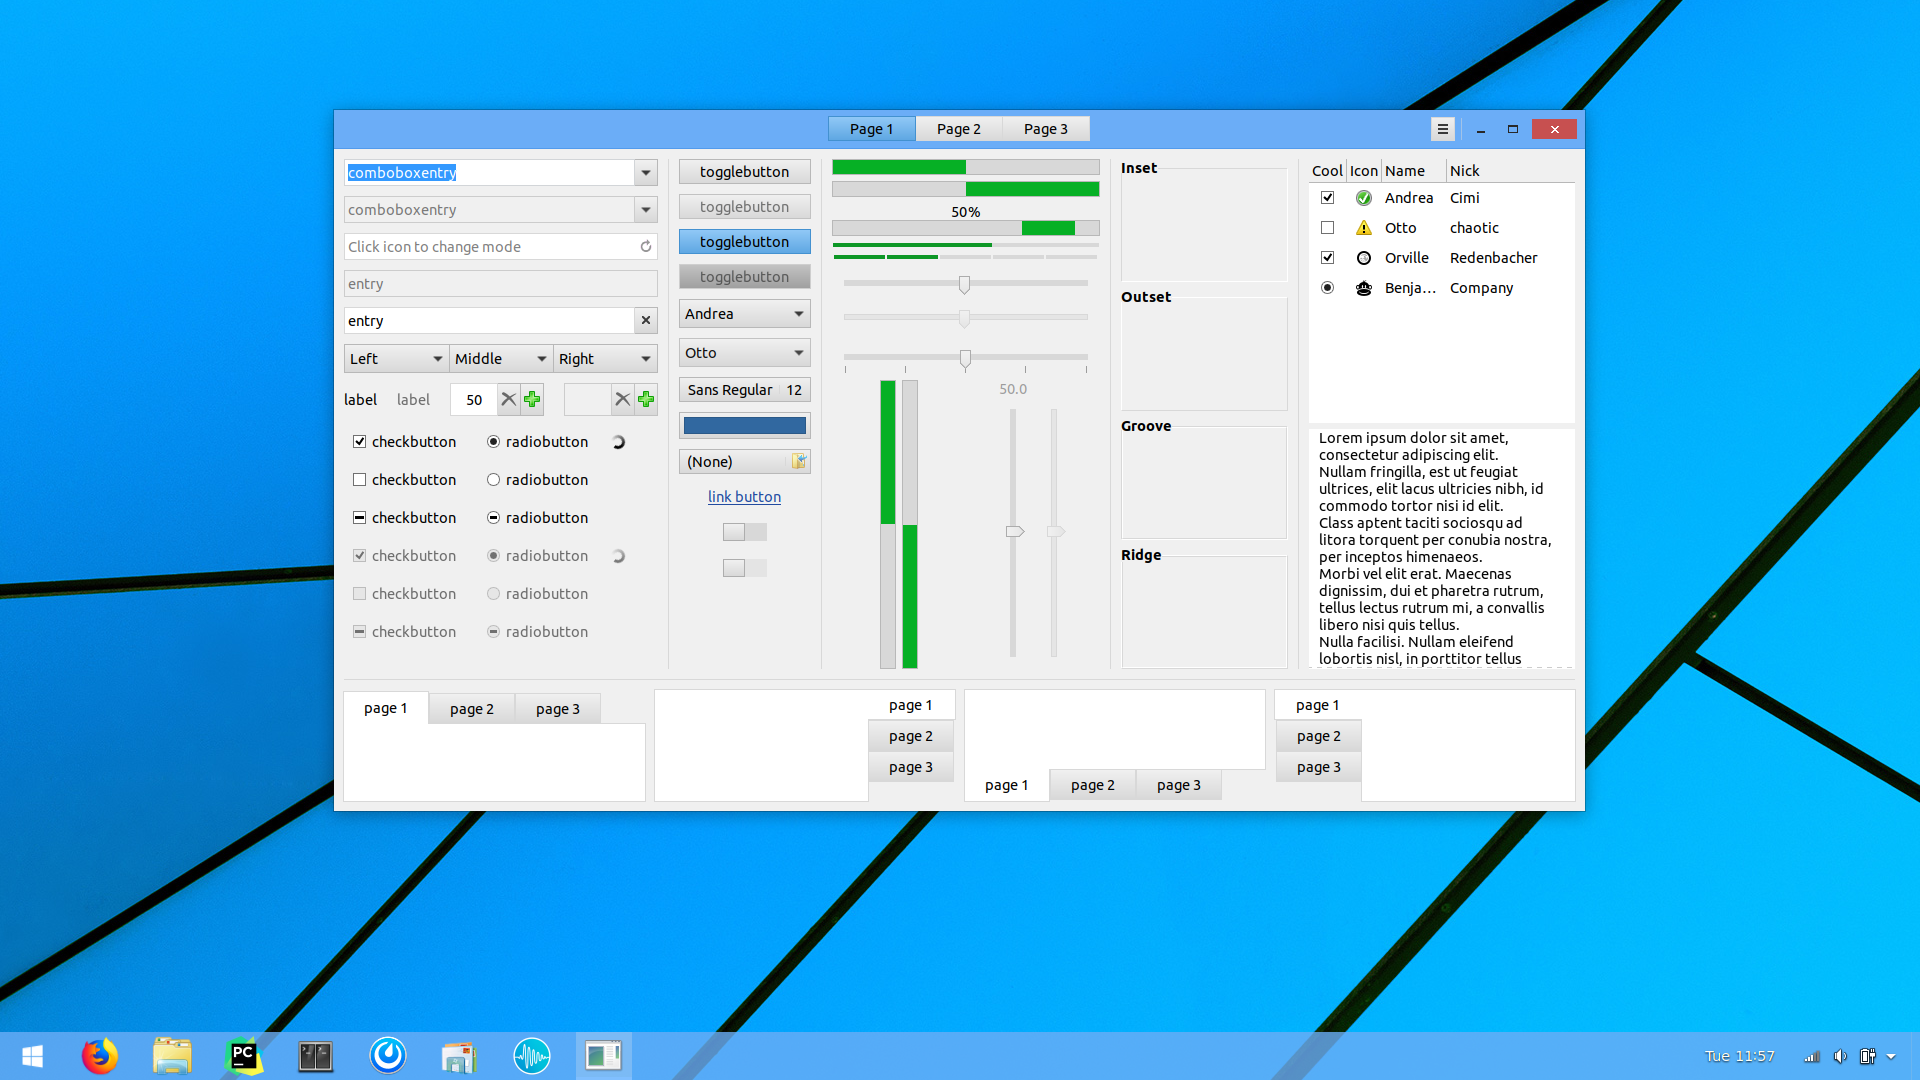 Page 1
Page 2
Page 3
comboboxentry
comboboxentry
Click icon to change mode
entry
entry
Left
Middle
Right
label
label
50
checkbutton
radiobutton
checkbutton
radiobutton
checkbutton
radiobutton
checkbutton
radiobutton
checkbutton
radiobutton
checkbutton
radiobutton
togglebutton
togglebutton
togglebutton
togglebutton
Andrea
Otto
Sans Regular 12
(None)
link button
50%
50.0
Inset
Outset
Groove
Ridge
Cool Icon Name Nick
Andrea Cimi
Otto chaotic
Orville Redenbacher
Benja... Company
Lorem ipsum dolor sit amet,
consectetur adipiscing elit.
Nullam fringilla, est ut feugiat
ultrices, elit lacus ultricies nibh, id
commodo tortor nisi id elit.
Class aptent taciti sociosqu ad
litora torquent per conubia nostra,
per inceptos himenaeos.
Morbi vel elit erat. Maecenas
dignissim, dui et pharetra rutrum,
tellus lectus rutrum mi, a convallis
libero nisi quis tellus.
Nulla facilisi. Nullam eleifend
lobortis nisl, in porttitor tellus
page 1
page 2
page 3
page 1
page 2
page 3
page 1
page 2
page 3
page 1
page 2
page 3
PC
Tue 11:57